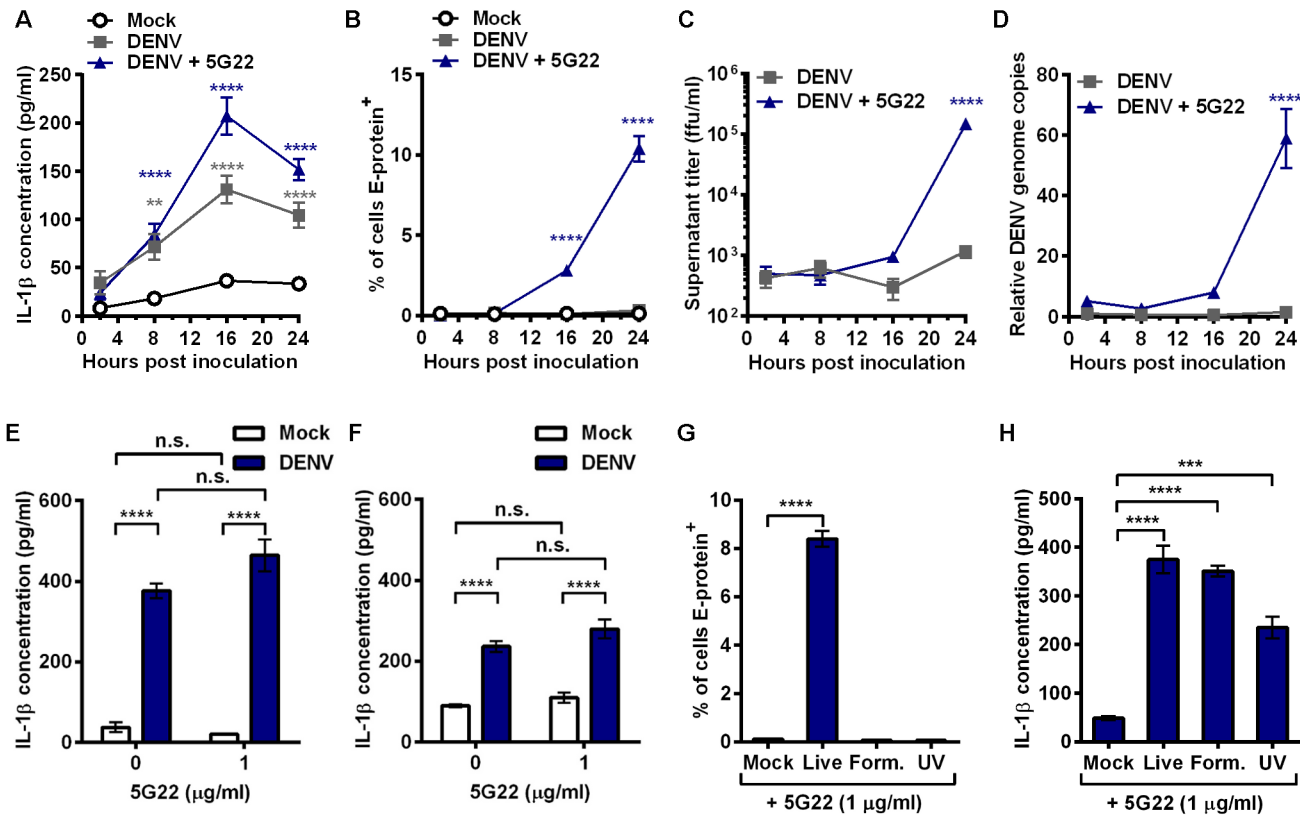 A
Mock
DENV
DENV + 5G22
IL-1β concentration (pg/ml)
250
200
150
100
50
0
****
**
****
****
****
****
0 4 8 12 16 20 24
Hours post inoculation
B
Mock
DENV
DENV + 5G22
% of cells E-protein+
15
10
5
0
****
****
0 4 8 12 16 20 24
Hours post inoculation
C
DENV
DENV + 5G22
Supernatant titer (ffu/ml)
10^6
10^5
10^4
10^3
10^2
****
0 4 8 12 16 20 24
Hours post inoculation
D
DENV
DENV + 5G22
Relative DENV genome copies
80
60
40
20
0
****
0 4 8 12 16 20 24
Hours post inoculation
E
Mock
DENV
n.s.
n.s.
****
****
IL-1β concentration (pg/ml)
600
400
200
0
0 1
5G22 (μg/ml)
F
Mock
DENV
n.s.
n.s.
****
****
IL-1β concentration (pg/ml)
600
400
200
0
0 1
5G22 (μg/ml)
G
****
% of cells E-protein+
10
8
6
4
2
0
Mock Live Form. UV
+ 5G22 (1 μg/ml)
H
***
****
****
IL-1β concentration (pg/ml)
500
400
300
200
100
0
Mock Live Form. UV
+ 5G22 (1 μg/ml)